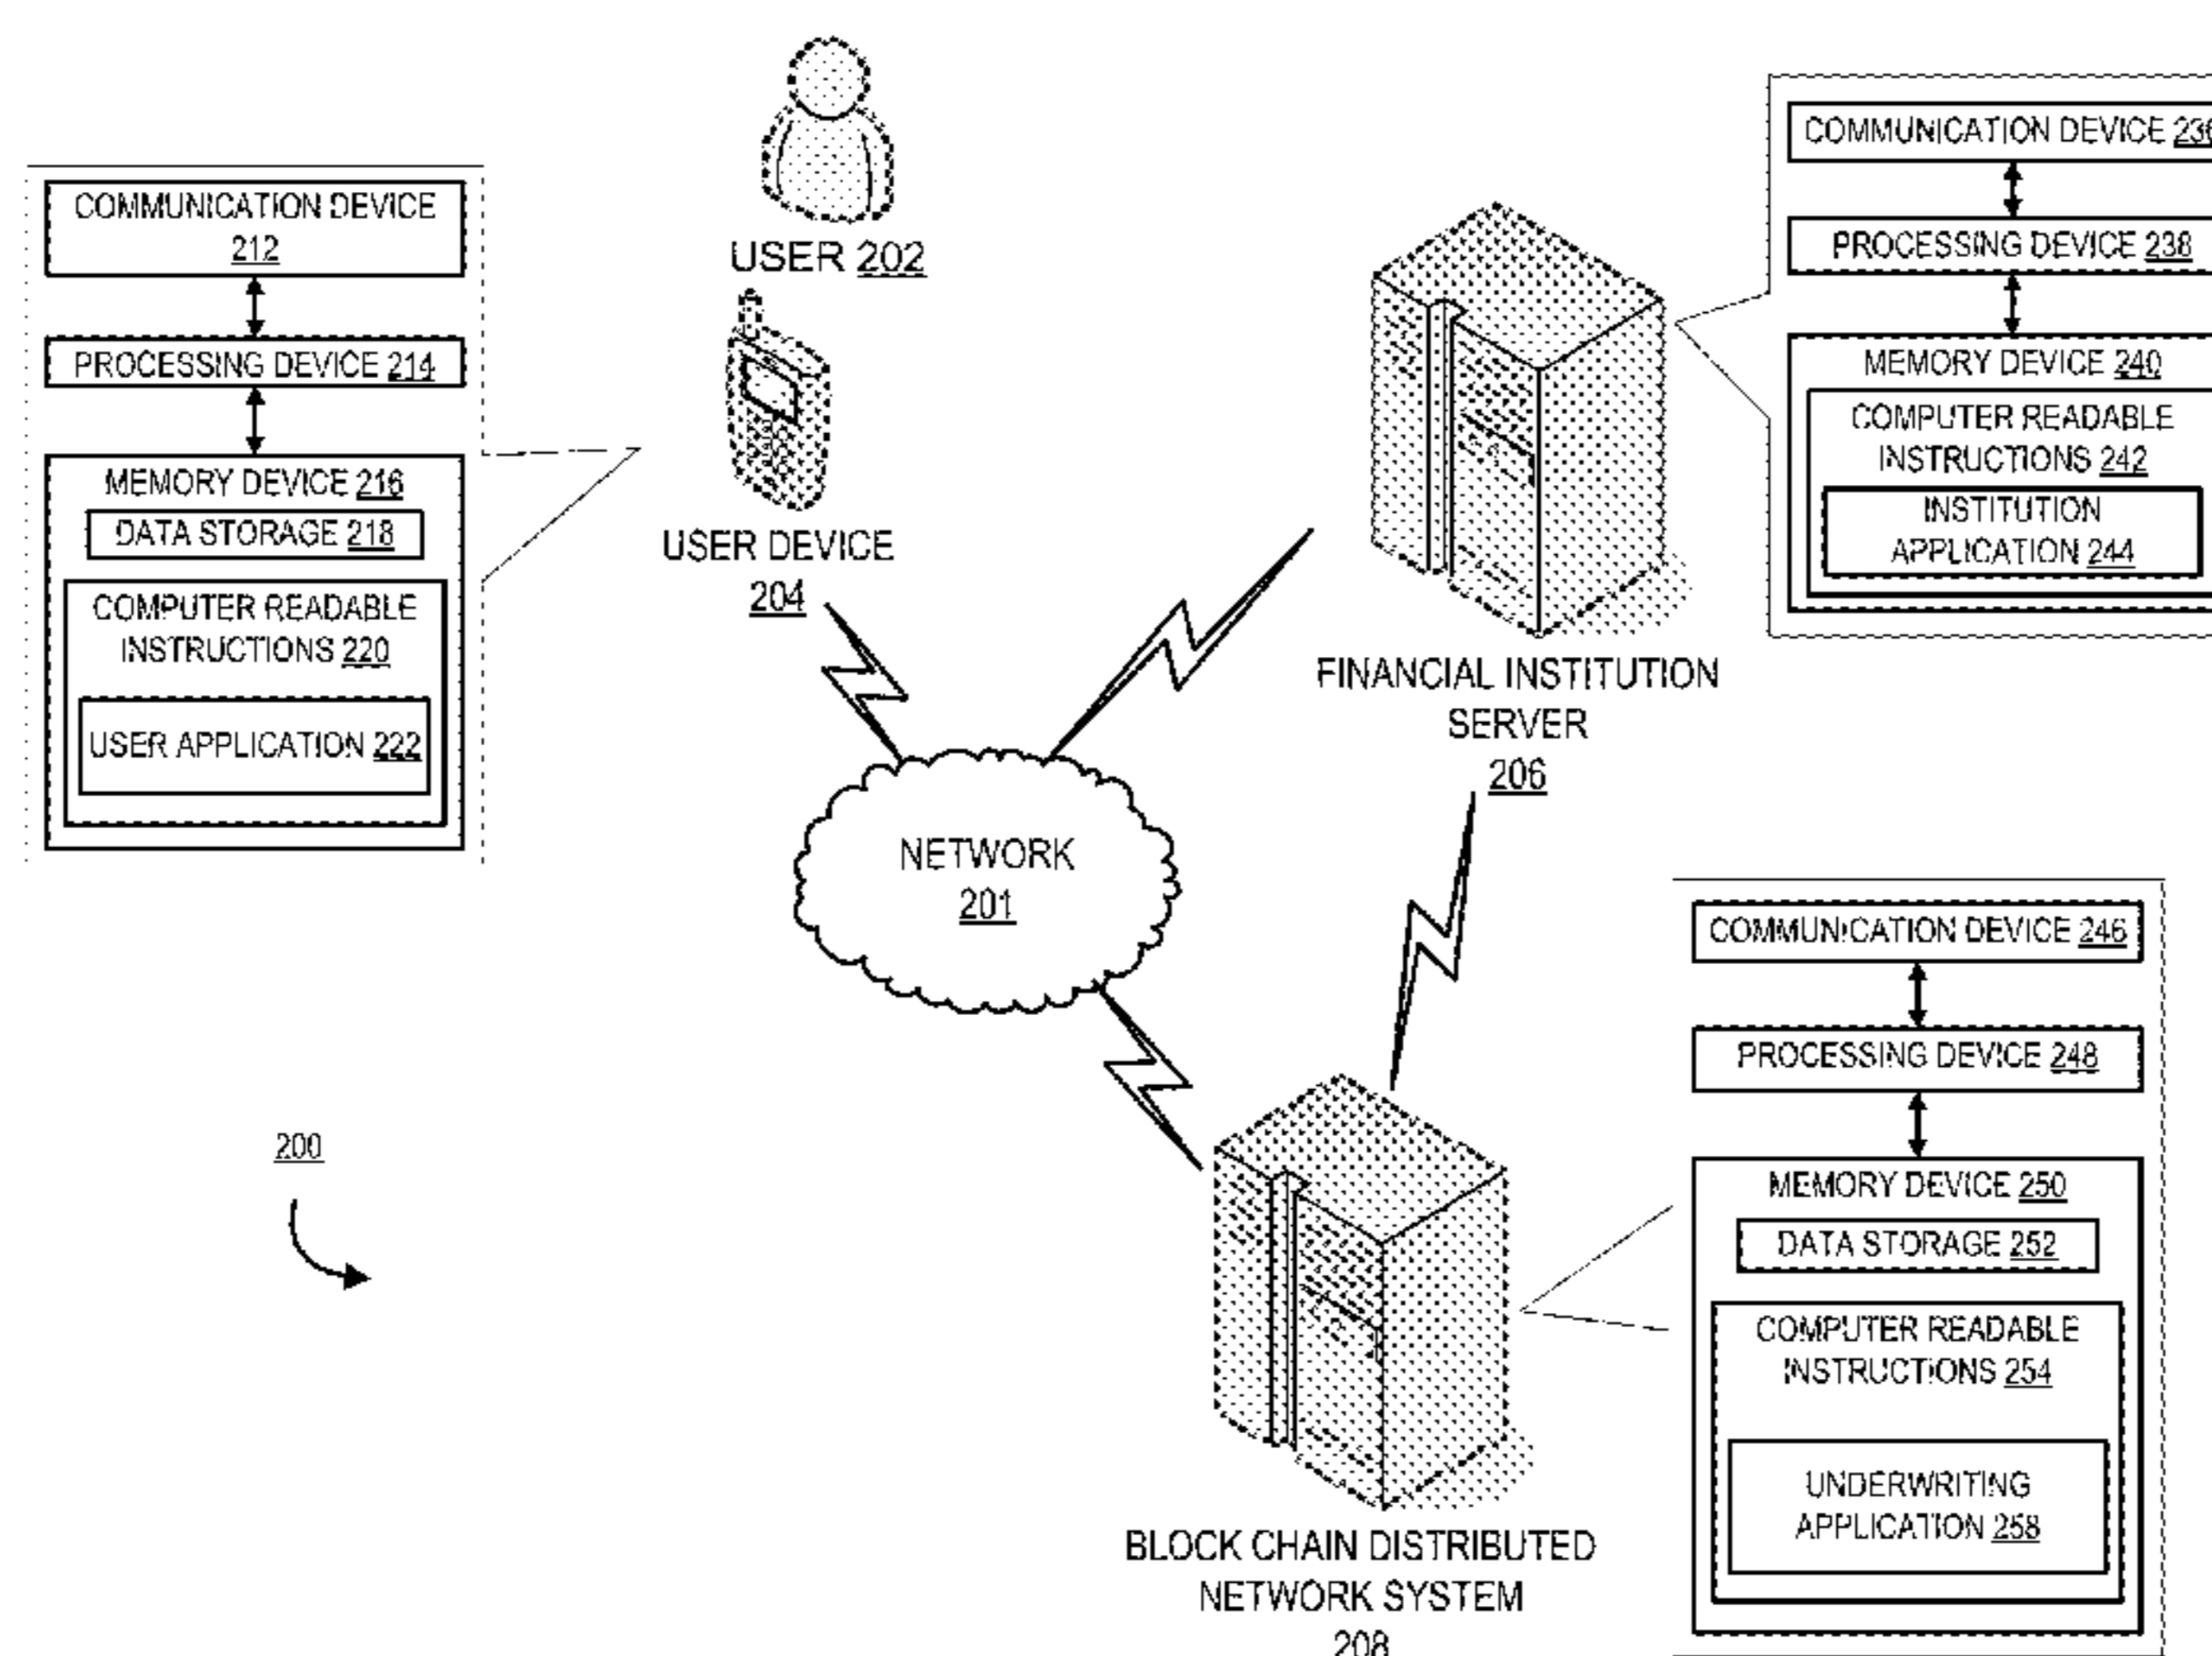 COMMUNICATION DEVICE
212
PROCESSING DEVICE 214
MEMORY DEVICE 216
DATA STORAGE 218
COMPUTER READABLE
INSTRUCTIONS 220
USER APPLICATION 222
USER 202
USER DEVICE
204
COMMUNICATION DEVICE 236
PROCESSING DEVICE 238
MEMORY DEVICE 240
COMPUTER READABLE
INSTRUCTIONS 242
INSTITUTION
APPLICATION 244
FINANCIAL INSTITUTION
SERVER
206
NETWORK
201
200
COMMUNICATION DEVICE 246
PROCESSING DEVICE 248
MEMORY DEVICE 250
DATA STORAGE 252
COMPUTER READABLE
INSTRUCTIONS 254
UNDERWRITING
APPLICATION 258
BLOCK CHAIN DISTRIBUTED
NETWORK SYSTEM
208